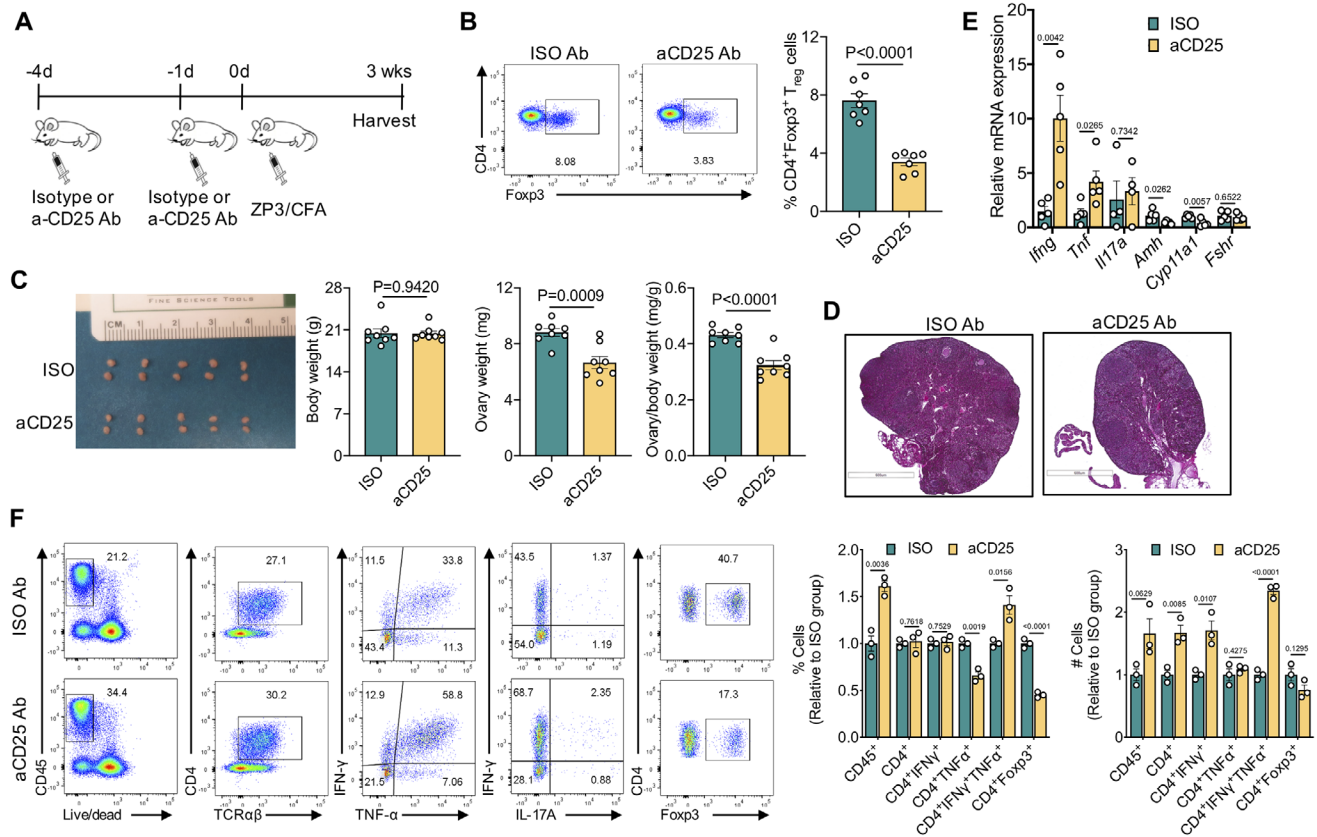 A
-4d
-1d
0d
3 wks
Harvest
Isotype or
a-CD25 Ab
Isotype or
a-CD25 Ab
ZP3/CFA
B
ISO Ab
aCD25 Ab
8.08
3.83
CD4
Foxp3
% CD4+Foxp3+ Treg cells
12
8
4
0
P<0.0001
ISO
aCD25
E
Relative mRNA expression
20
15
10
5
0
ISO
aCD25
0.0042
0.0265
0.7342
0.0262
0.0057
0.6522
Ifng
Tnf
Il17a
Amh
Cyp11a1
Fshr
C
FINE SCIENCE TOOLS
CM 1 2 3 4 5
ISO
aCD25
Body weight (g)
28
21
14
7
0
P=0.9420
ISO
aCD25
Ovary weight (mg)
12
8
4
0
P=0.0009
ISO
aCD25
Ovary/body weight (mg/g)
0.6
0.4
0.2
0.0
P<0.0001
ISO
aCD25
D
ISO Ab
aCD25 Ab
F
ISO Ab
21.2
27.1
11.5 33.8
43.4 11.3
43.5 1.37
54.0 1.19
40.7
aCD25 Ab
34.4
30.2
12.9 58.8
21.5 7.06
68.7 2.35
28.1 0.88
17.3
CD45
Live/dead
CD4
TCRαβ
IFN-γ
TNF-α
IFN-γ
IL-17A
CD4
Foxp3
% Cells
(Relative to ISO group)
2.0
1.5
1.0
0.5
0.0
ISO
aCD25
0.0036
0.7618
0.7529
0.0019
0.0156
<0.0001
CD45+
CD4+
CD4+IFNγ+
CD4+TNFα+
CD4+IFNγ+TNFα+
CD4+Foxp3+
# Cells
(Relative to ISO group)
3
2
1
0
ISO
aCD25
0.0629
0.0085
0.0107
0.4275
<0.0001
0.1295
CD45+
CD4+
CD4+IFNγ+
CD4+TNFα+
CD4+IFNγ+TNFα+
CD4+Foxp3+